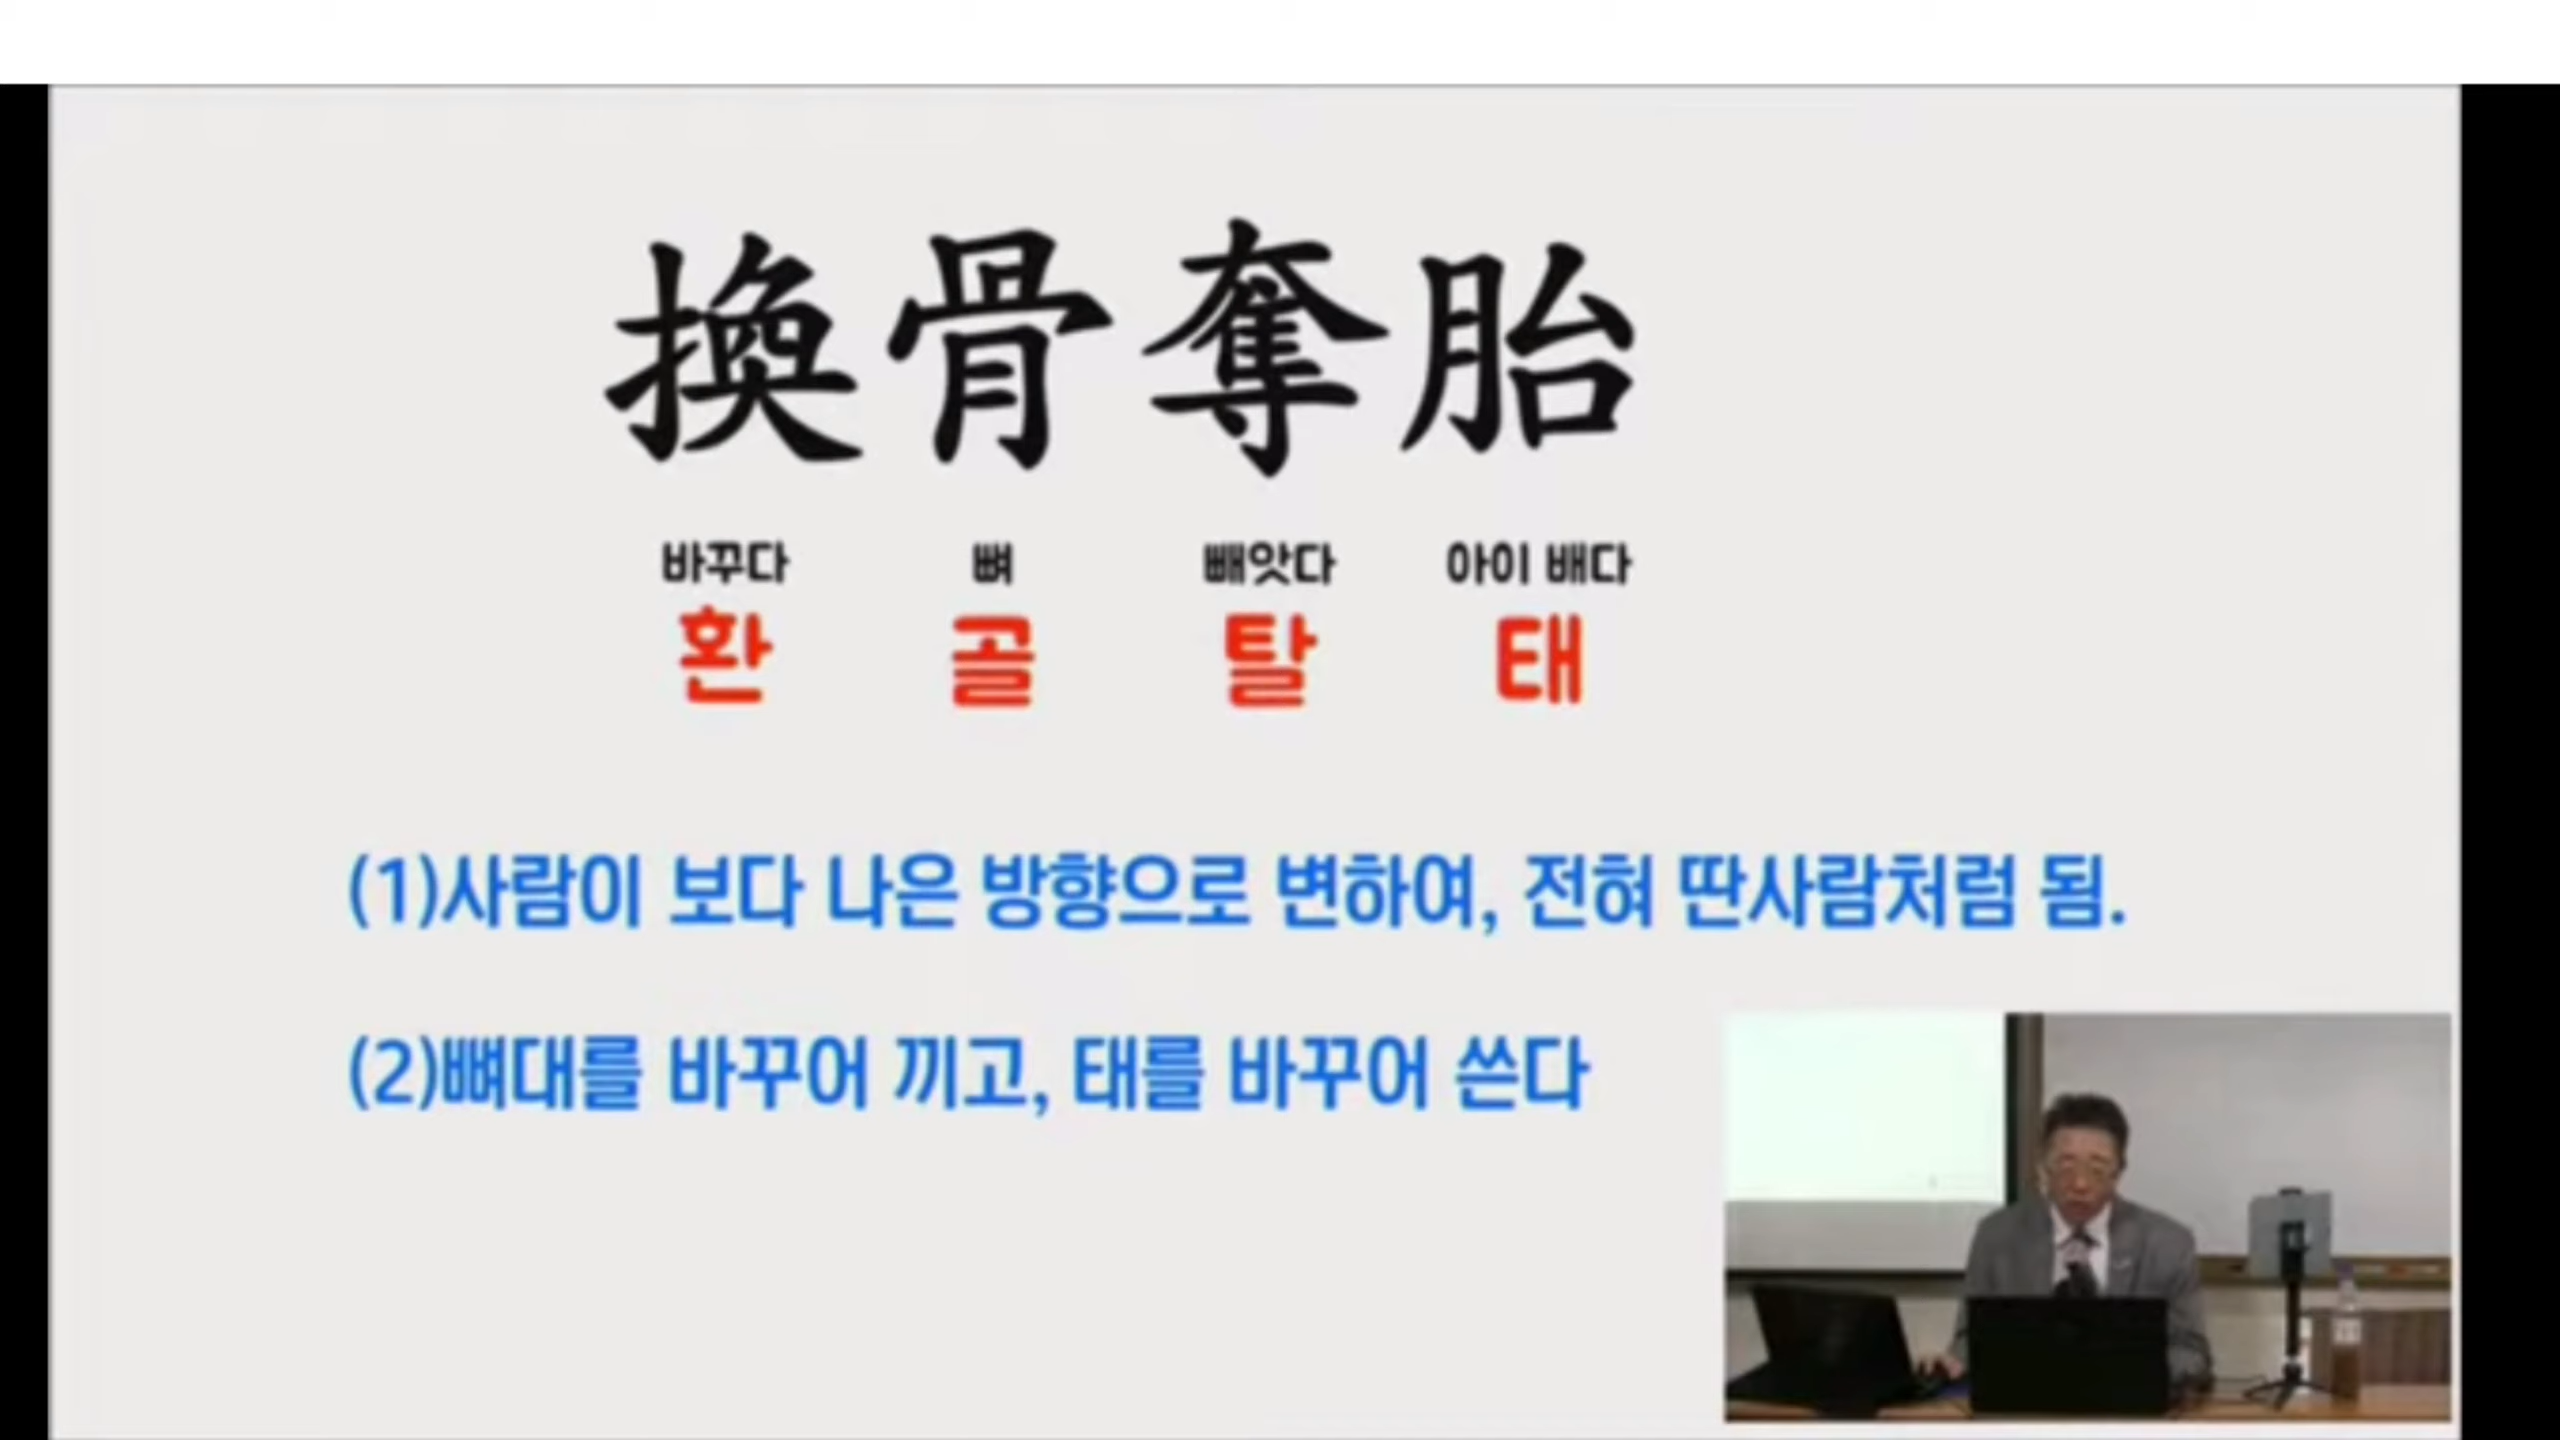 換骨奪胎
바꾸다 뼈 빼앗다 아이 배다
환 골 탈 태
(1)사람이 보다 나은 방향으로 변하여, 전혀 딴사람처럼 됨.
(2)뼈대를 바꾸어 끼고, 태를 바꾸어 쓴다